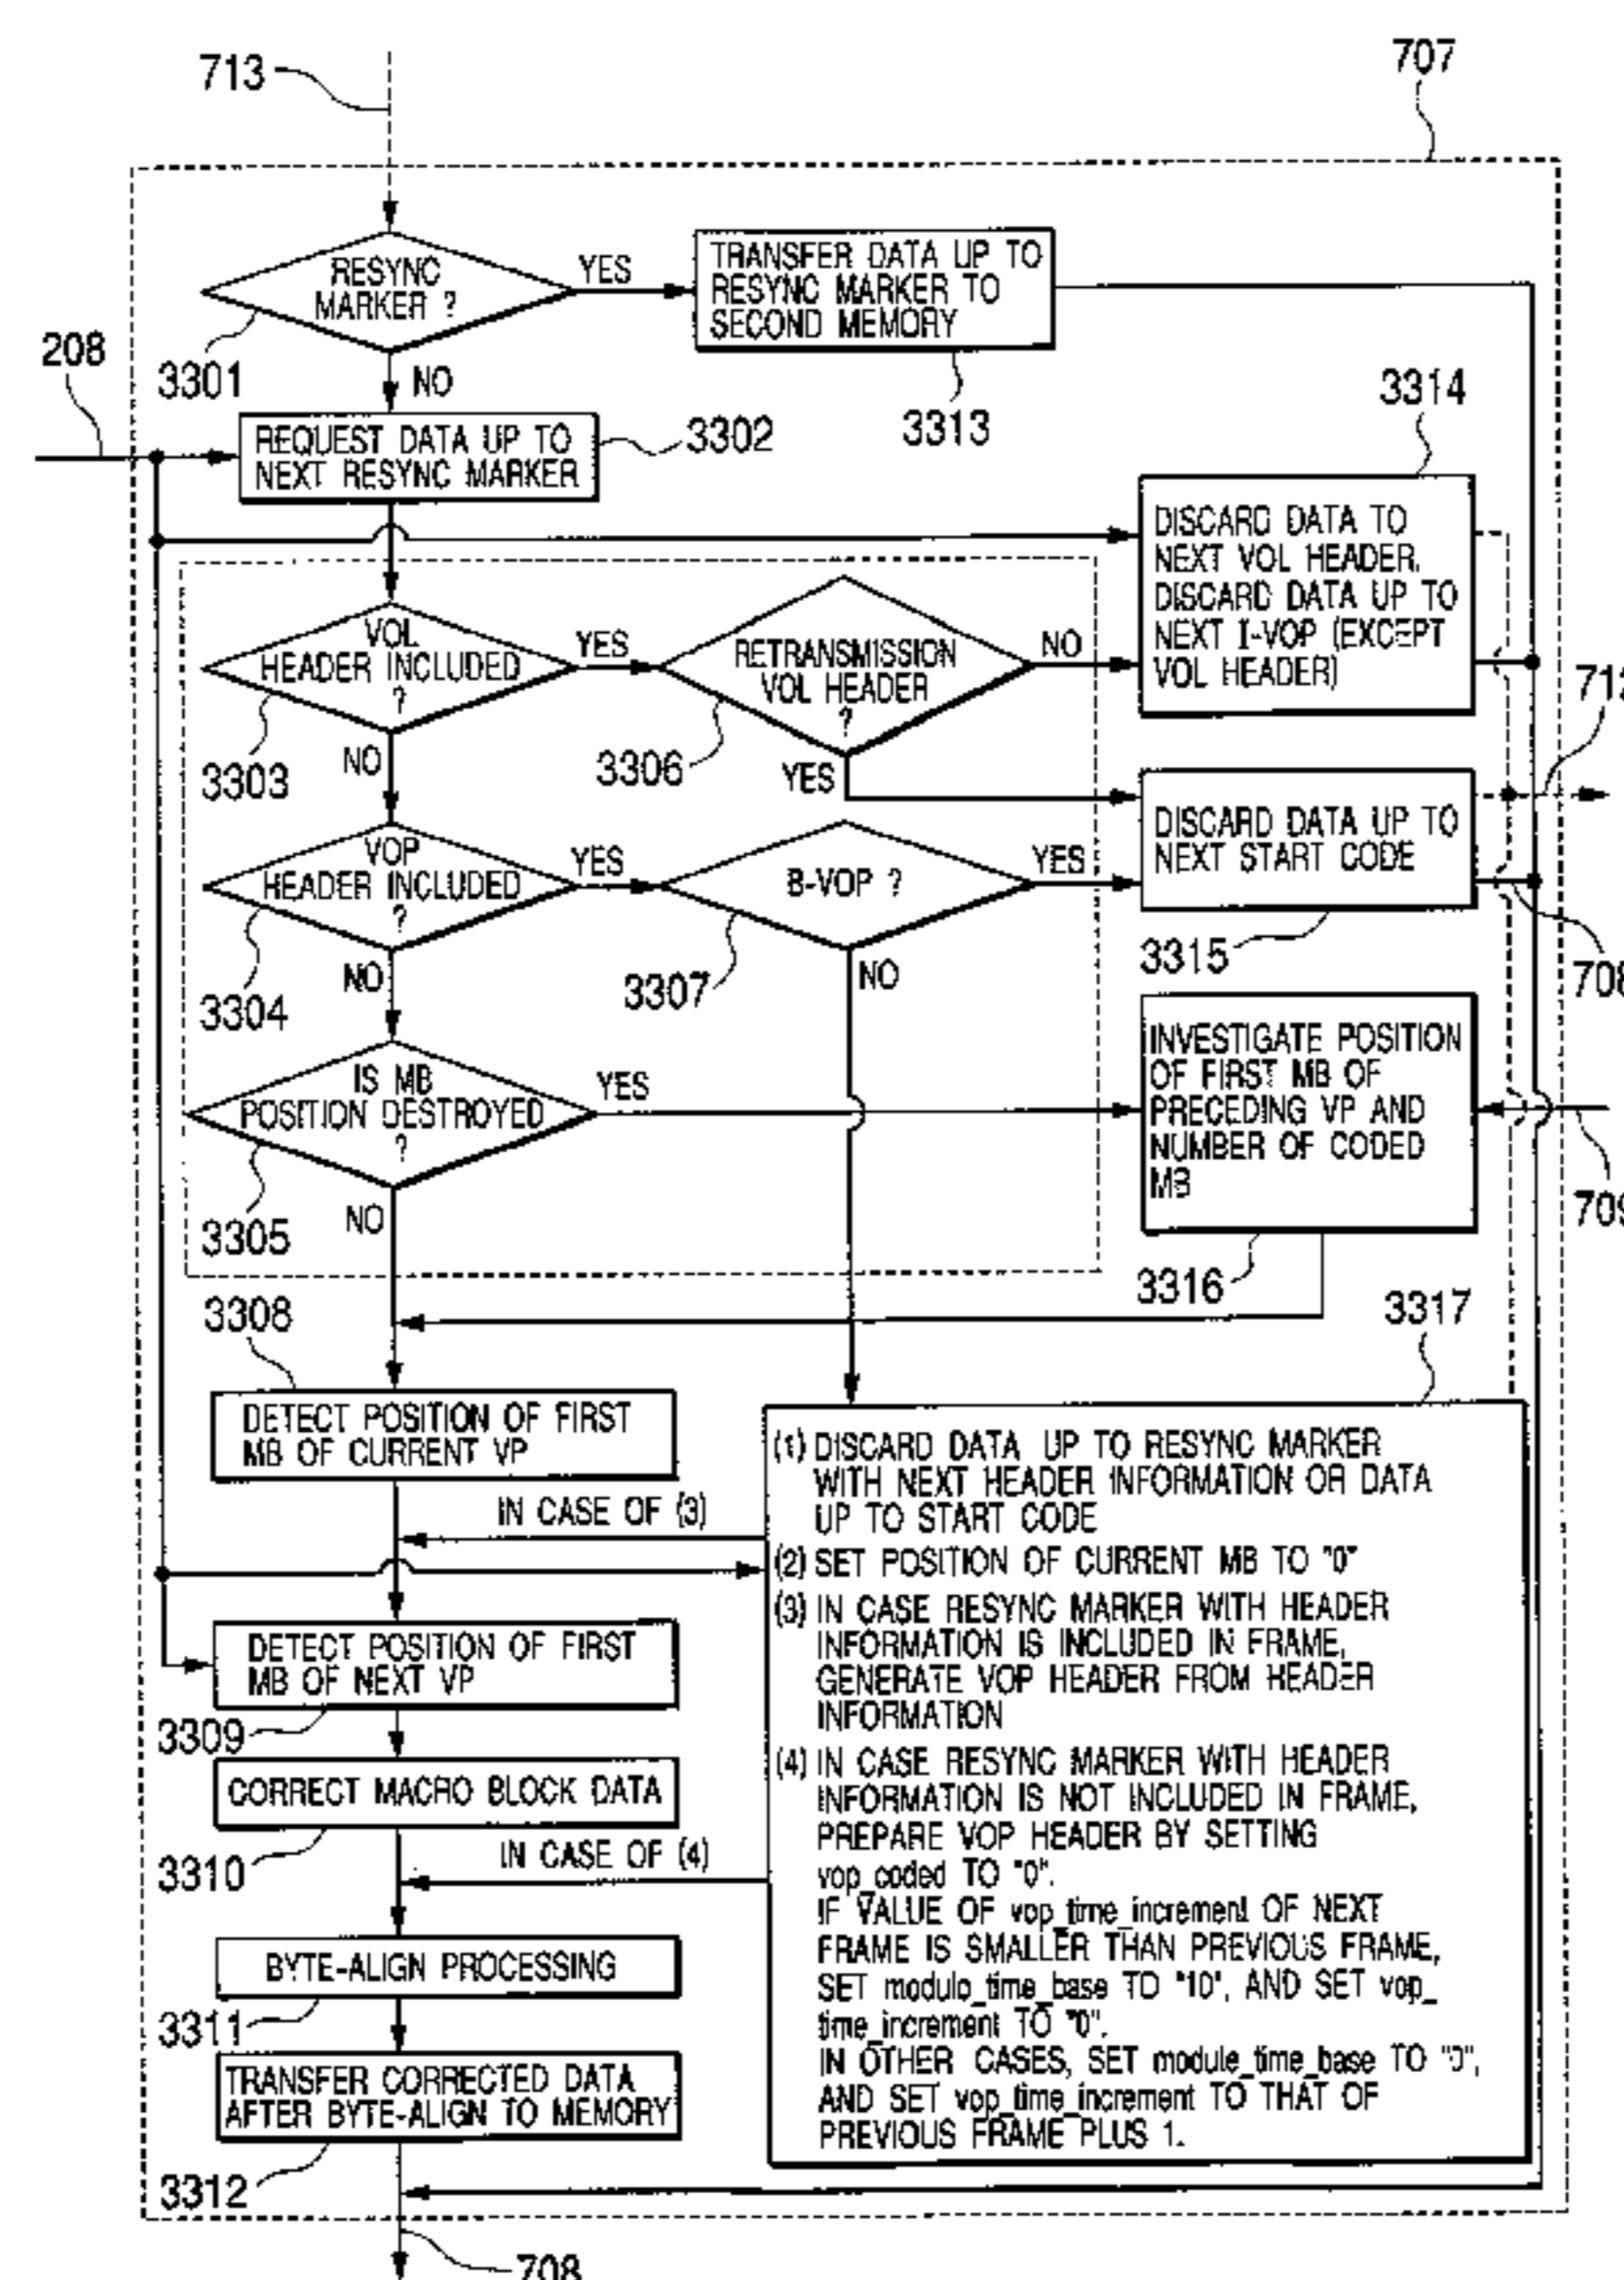 713
707
RESYNC
MARKER ?
YES
TRANSFER DATA UP TO
RESYNC MARKER TO
SECOND MEMORY
208
3301
NO
3313
3314
REQUEST DATA UP TO
NEXT RESYNC MARKER
3302
DISCARD DATA TO
NEXT VOL HEADER.
DISCARD DATA UP TO
NEXT I-VOP (EXCEPT
VOL HEADER)
VOL
HEADER INCLUDED
?
YES
RETRANSMISSION
VOL HEADER
?
NO
3303
NO
3306
YES
DISCARD DATA UP TO
NEXT START CODE
VOP
HEADER INCLUDED
?
YES
B-VOP ?
YES
3304
NO
3307
NO
3315
708
INVESTIGATE POSITION
OF FIRST MB OF
PRECEDING VP AND
NUMBER OF CODED
MB
IS MB
POSITION DESTROYED
?
YES
709
3305
NO
3316
3308
3317
DETECT POSITION OF FIRST
MB OF CURRENT VP
IN CASE OF (3)
(1) DISCARD DATA UP TO RESYNC MARKER
WITH NEXT HEADER INFORMATION OR DATA
UP TO START CODE
(2) SET POSITION OF CURRENT MB TO "0"
(3) IN CASE RESYNC MARKER WITH HEADER
INFORMATION IS INCLUDED IN FRAME,
GENERATE VOP HEADER FROM HEADER
INFORMATION
(4) IN CASE RESYNC MARKER WITH HEADER
INFORMATION IS NOT INCLUDED IN FRAME,
PREPARE VOP HEADER BY SETTING
vop_coded TO "0".
IF VALUE OF vop_time_increment OF NEXT
FRAME IS SMALLER THAN PREVIOUS FRAME,
SET modulo_time_base TO "10", AND SET vop_
time_increment TO "0".
IN OTHER CASES, SET module_time_base TO "0",
AND SET vop_time_increment TO THAT OF
PREVIOUS FRAME PLUS 1.
DETECT POSITION OF FIRST
MB OF NEXT VP
3309
CORRECT MACRO BLOCK DATA
3310
IN CASE OF (4)
BYTE-ALIGN PROCESSING
3311
TRANSFER CORRECTED DATA
AFTER BYTE-ALIGN TO MEMORY
3312
708